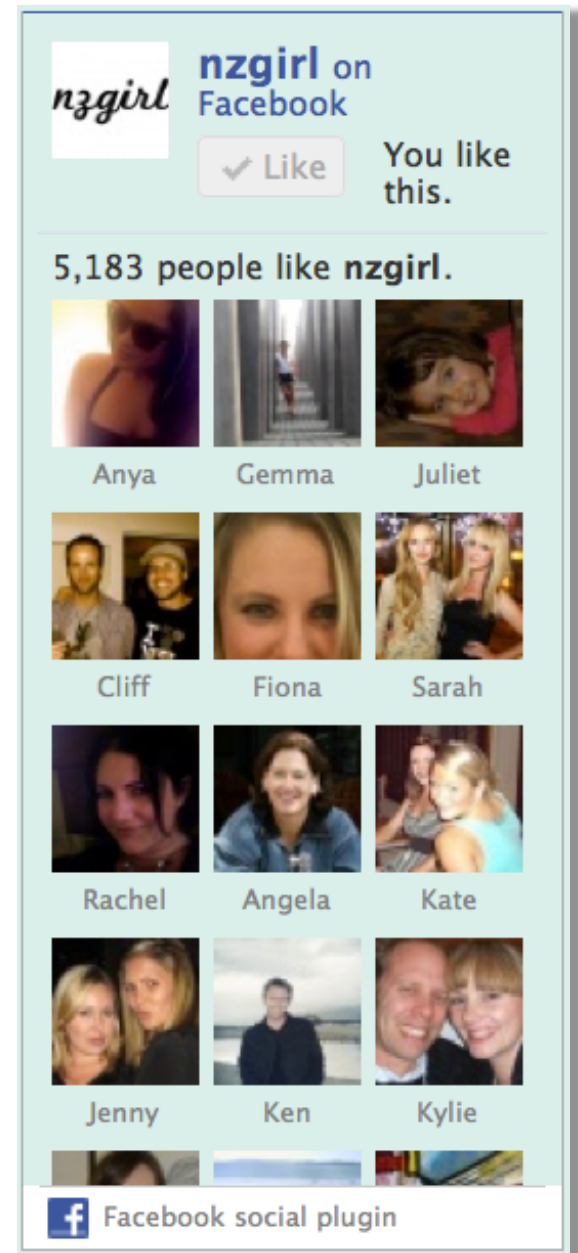 nzgirl
nzgirl on
Facebook
Like
You like
this.
5,183 people like nzgirl.
Anya
Gemma
Juliet
Cliff
Fiona
Sarah
Rachel
Angela
Kate
Jenny
Ken
Kylie
Facebook social plugin